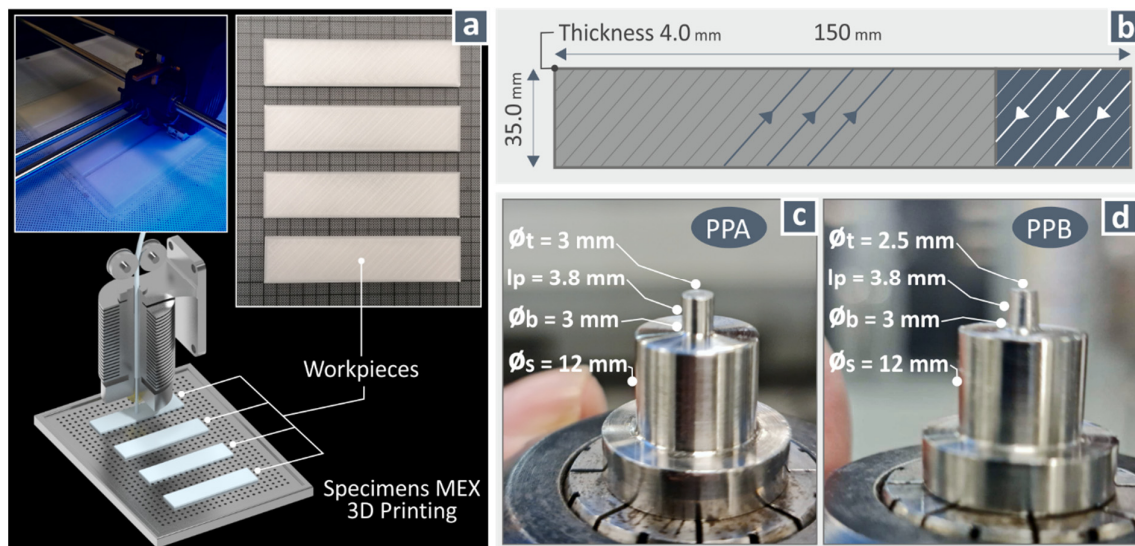 a
Workpieces
Specimens MEX
3D Printing
b
Thickness 4.0 mm
150 mm
35.0 mm
c
PPA
Øt = 3 mm
lp = 3.8 mm
Øb = 3 mm
Øs = 12 mm
d
PPB
Øt = 2.5 mm
lp = 3.8 mm
Øb = 3 mm
Øs = 12 mm